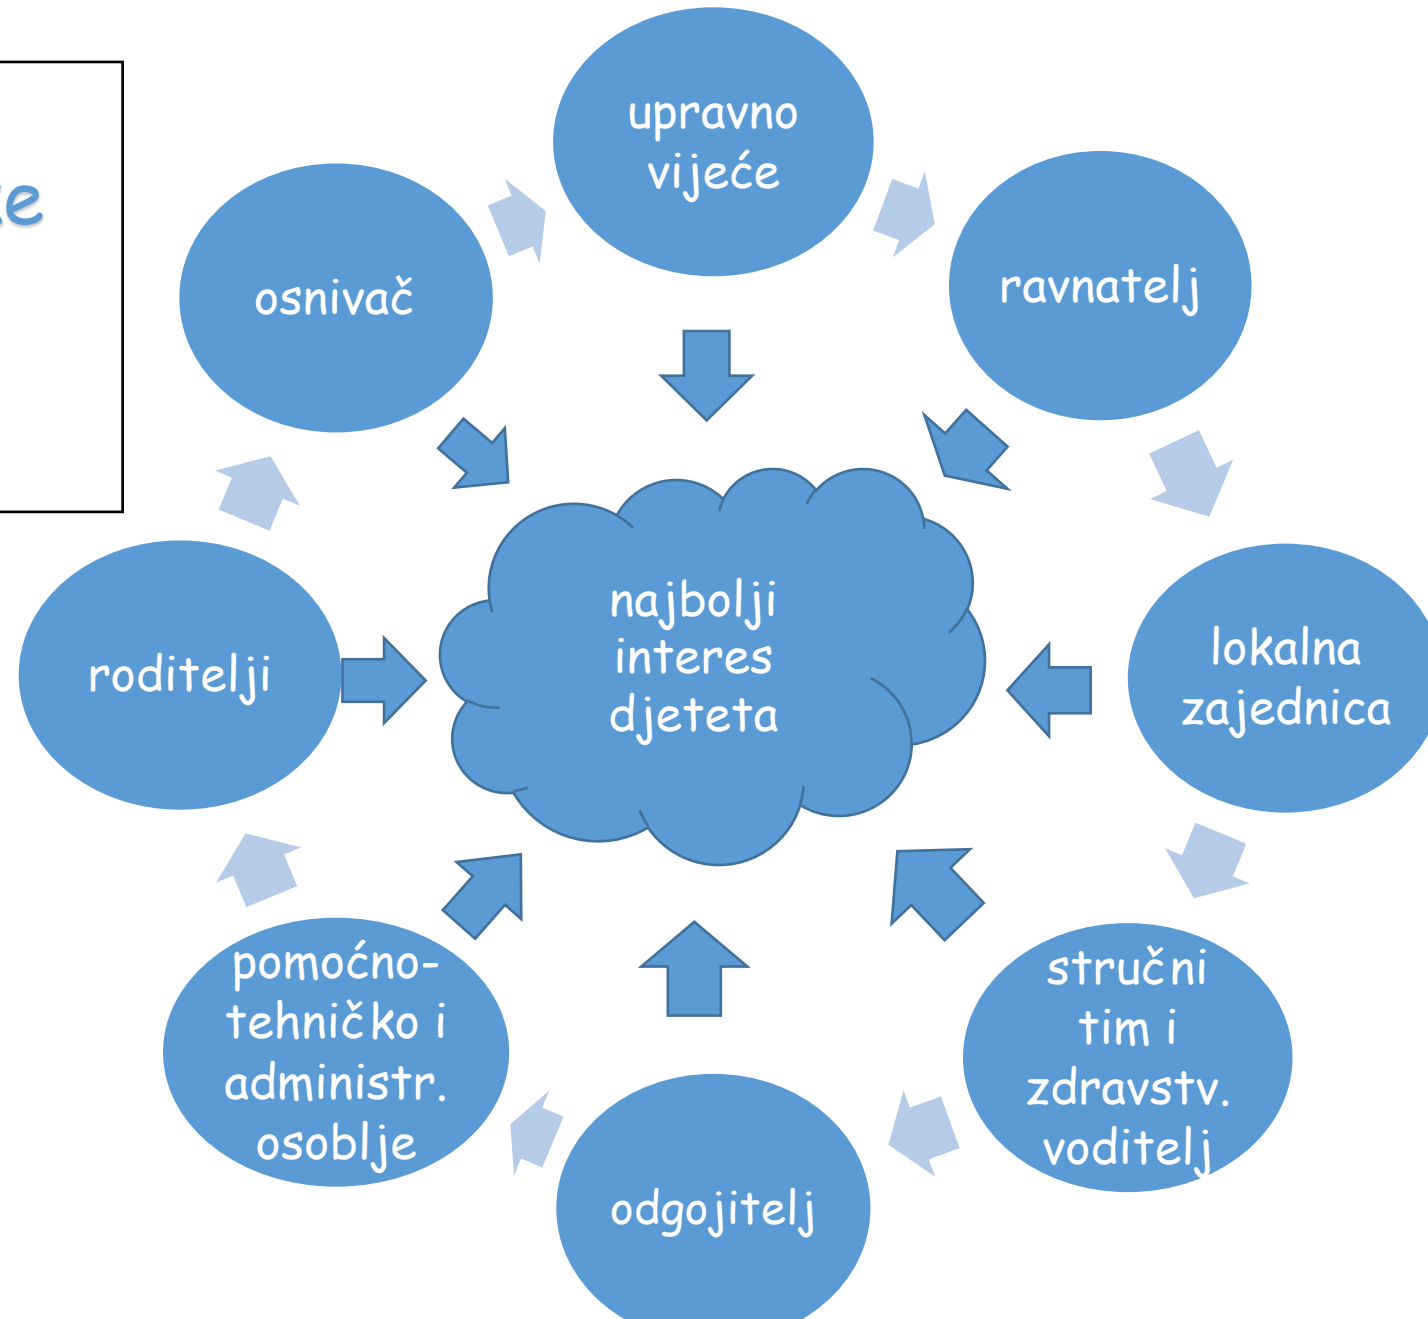 upravno
vijeće
ravnatelj
lokalna
zajednica
stručni
tim i
zdravstv.
voditelj
odgojitelj
pomoćno-
tehničko i
administr.
osoblje
roditelji
osnivač
najbolji
interes
djeteta